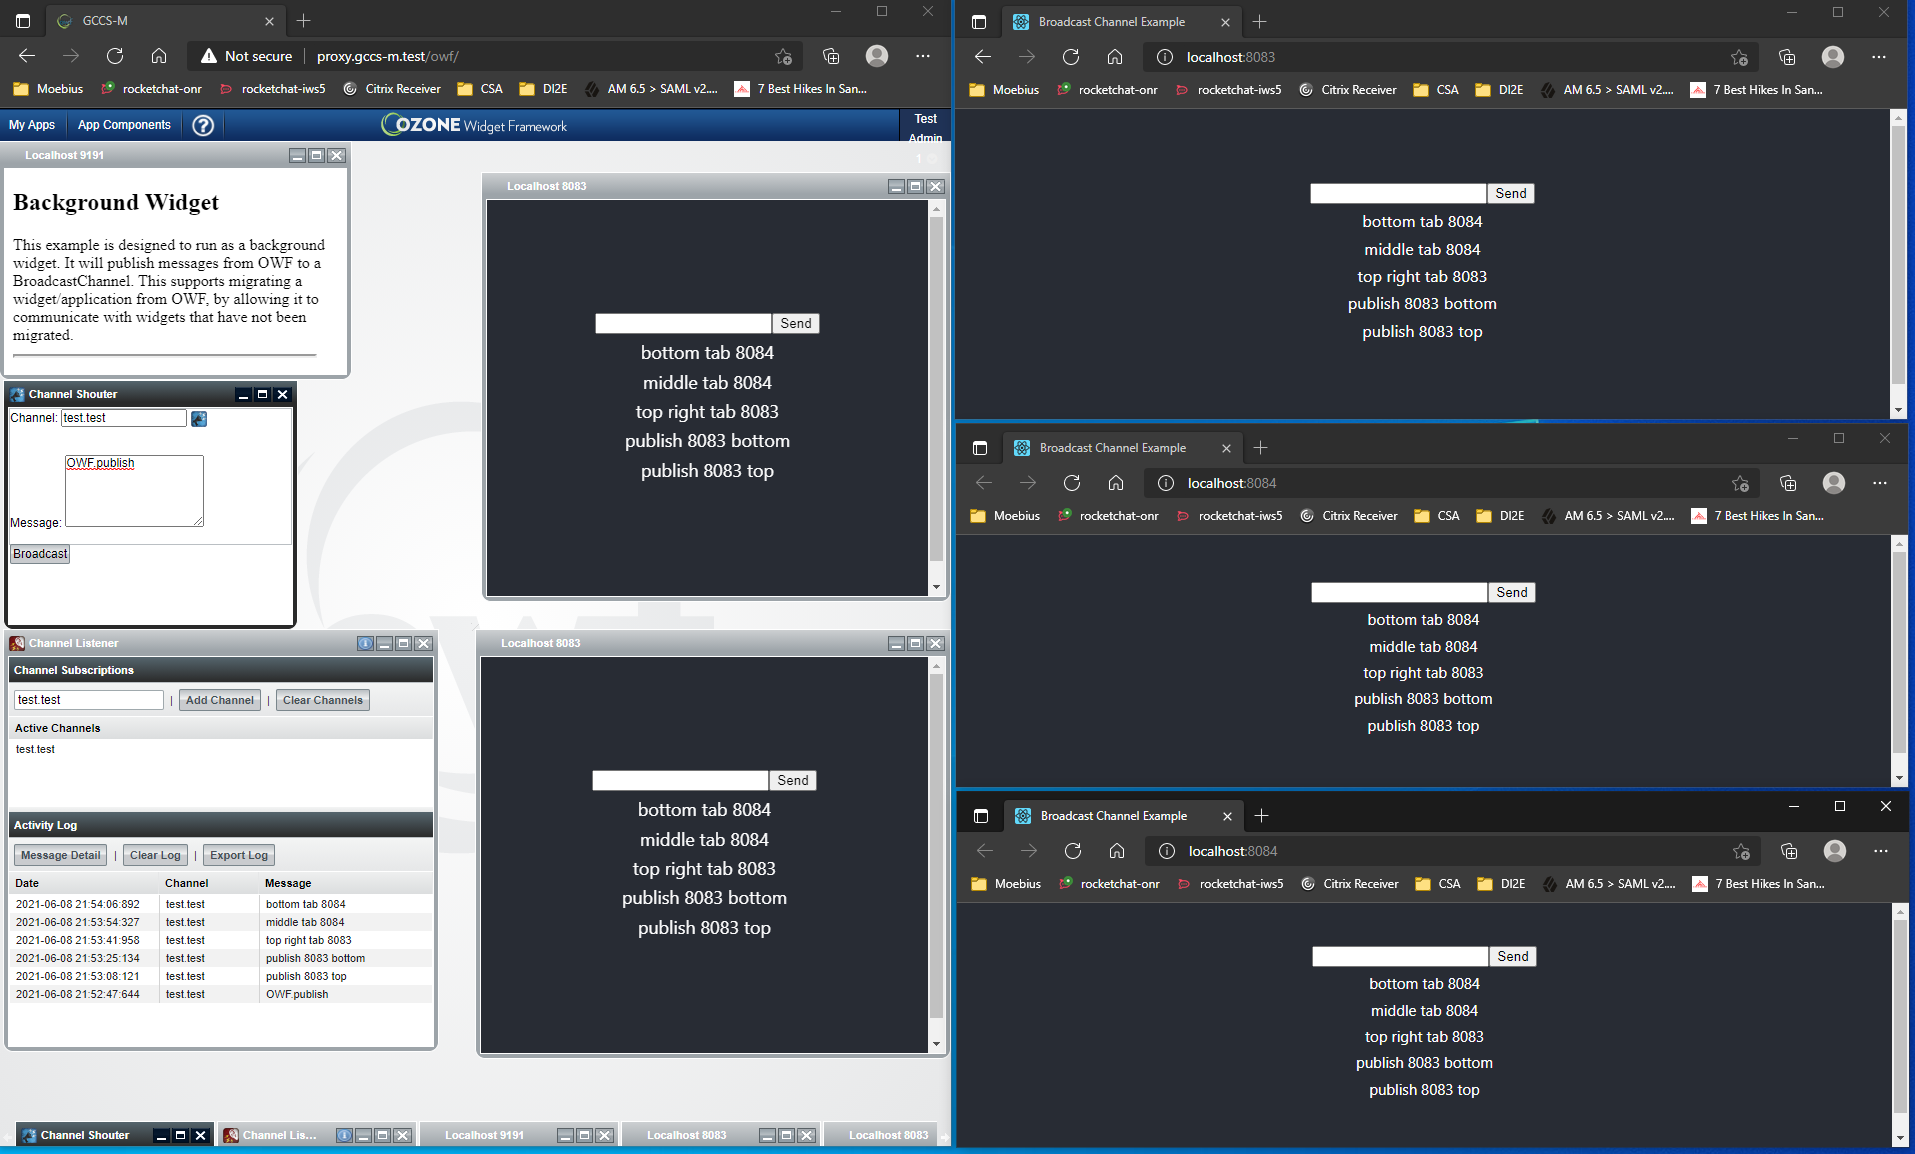 GCCS-M
Not secure
proxy.gccs-m.test/owf/
Moebius
rocketchat-onr
rocketchat-iws5
Citrix Receiver
CSA
DI2E
AM 6.5 > SAML v2....
7 Best Hikes In San...
My Apps
App Components
OZONE Widget Framework
Test
Admin
1
Localhost 9191
Background Widget
This example is designed to run as a background
widget. It will publish messages from OWF to a
BroadcastChannel. This supports migrating a
widget/application from OWF, by allowing it to
communicate with widgets that have not been
migrated.
Channel Shouter
Channel: test.test
OWF.publish
Message:
Broadcast
Channel Listener
Channel Subscriptions
test.test | Add Channel | Clear Channels
Active Channels
test.test
Activity Log
Message Detail | Clear Log | Export Log
Date Channel Message
2021-06-08 21:54:06:892 test.test bottom tab 8084
2021-06-08 21:53:54:327 test.test middle tab 8084
2021-06-08 21:53:41:958 test.test top right tab 8083
2021-06-08 21:53:25:134 test.test publish 8083 bottom
2021-06-08 21:53:08:121 test.test publish 8083 top
2021-06-08 21:52:47:644 test.test OWF.publish
Localhost 8083
Send
bottom tab 8084
middle tab 8084
top right tab 8083
publish 8083 bottom
publish 8083 top
Localhost 8083
Send
bottom tab 8084
middle tab 8084
top right tab 8083
publish 8083 bottom
publish 8083 top
Channel Shouter
Channel Lis...
Localhost 9191
Localhost 8083
Localhost 8083
Broadcast Channel Example
localhost:8083
Moebius
rocketchat-onr
rocketchat-iws5
Citrix Receiver
CSA
DI2E
AM 6.5 > SAML v2....
7 Best Hikes In San...
Send
bottom tab 8084
middle tab 8084
top right tab 8083
publish 8083 bottom
publish 8083 top
Broadcast Channel Example
localhost:8084
Moebius
rocketchat-onr
rocketchat-iws5
Citrix Receiver
CSA
DI2E
AM 6.5 > SAML v2....
7 Best Hikes In San...
Send
bottom tab 8084
middle tab 8084
top right tab 8083
publish 8083 bottom
publish 8083 top
Broadcast Channel Example
localhost:8084
Moebius
rocketchat-onr
rocketchat-iws5
Citrix Receiver
CSA
DI2E
AM 6.5 > SAML v2....
7 Best Hikes In San...
Send
bottom tab 8084
middle tab 8084
top right tab 8083
publish 8083 bottom
publish 8083 top